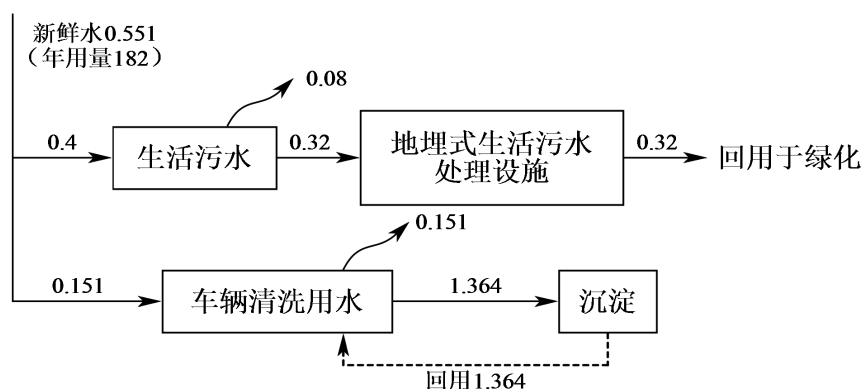 新鲜水0.551
（年用量182）
0.08
0.4
生活污水
0.32
地埋式生活污水
处理设施
0.32
回用于绿化
0.151
0.151
车辆清洗用水
1.364
沉淀
回用1.364